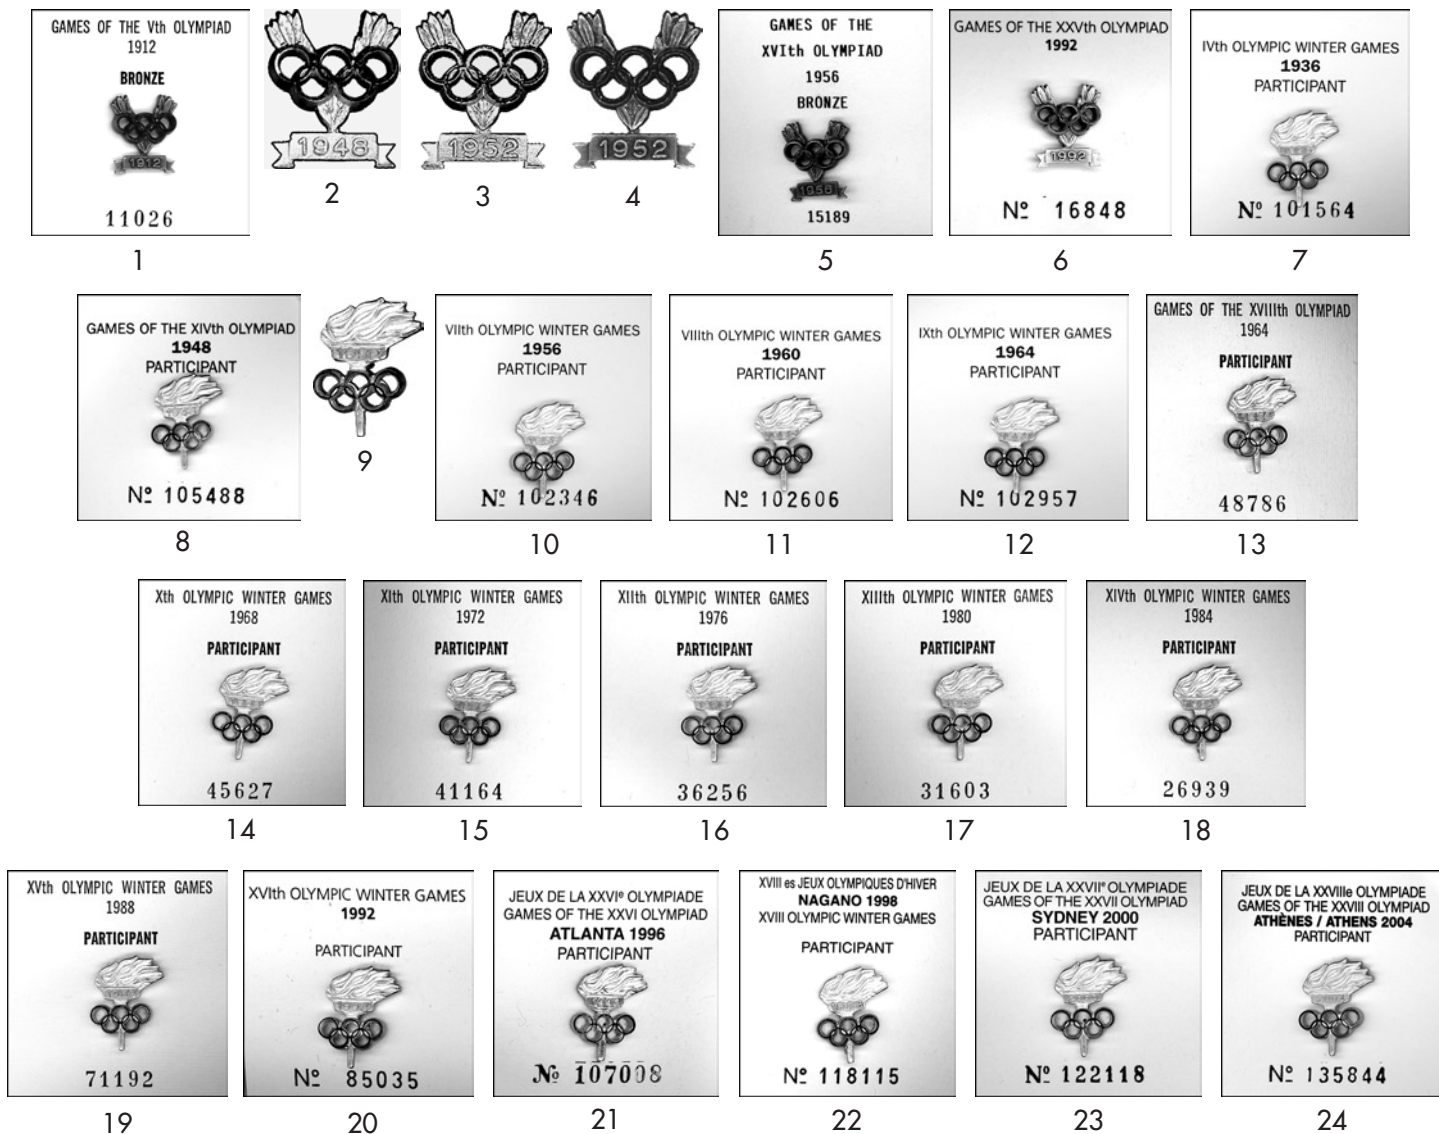 GAMES OF THE Vth OLYMPIAD
1912
BRONZE
1912
11026
1
1948
2
1952
3
1952
4
GAMES OF THE
XVIth OLYMPIAD
1956
BRONZE
1956
15189
5
GAMES OF THE XXVth OLYMPIAD
1992
1992
Nº 16848
6
IVth OLYMPIC WINTER GAMES
1936
PARTICIPANT
Nº 101564
7
GAMES OF THE XIVth OLYMPIAD
1948
PARTICIPANT
Nº 105488
8
9
VIIth OLYMPIC WINTER GAMES
1956
PARTICIPANT
Nº 102346
10
VIIIth OLYMPIC WINTER GAMES
1960
PARTICIPANT
Nº 102606
11
IXth OLYMPIC WINTER GAMES
1964
PARTICIPANT
Nº 102957
12
GAMES OF THE XVIIIth OLYMPIAD
1964
PARTICIPANT
48786
13
Xth OLYMPIC WINTER GAMES
1968
PARTICIPANT
45627
14
XIth OLYMPIC WINTER GAMES
1972
PARTICIPANT
41164
15
XIIth OLYMPIC WINTER GAMES
1976
PARTICIPANT
36256
16
XIIIth OLYMPIC WINTER GAMES
1980
PARTICIPANT
31603
17
XIVth OLYMPIC WINTER GAMES
1984
PARTICIPANT
26939
18
XVth OLYMPIC WINTER GAMES
1988
PARTICIPANT
71192
19
XVIth OLYMPIC WINTER GAMES
1992
PARTICIPANT
Nº 85035
20
JEUX DE LA XXVIe OLYMPIADE
GAMES OF THE XXVI OLYMPIAD
ATLANTA 1996
PARTICIPANT
Nº 107008
21
XVIII es JEUX OLYMPIQUES D'HIVER
NAGANO 1998
XVIII OLYMPIC WINTER GAMES
PARTICIPANT
Nº 118115
22
JEUX DE LA XXVIIe OLYMPIADE
GAMES OF THE XXVII OLYMPIAD
SYDNEY 2000
PARTICIPANT
Nº 122118
23
JEUX DE LA XXVIIIe OLYMPIADE
GAMES OF THE XXVIII OLYMPIAD
ATHÈNES / ATHENS 2004
PARTICIPANT
Nº 135844
24